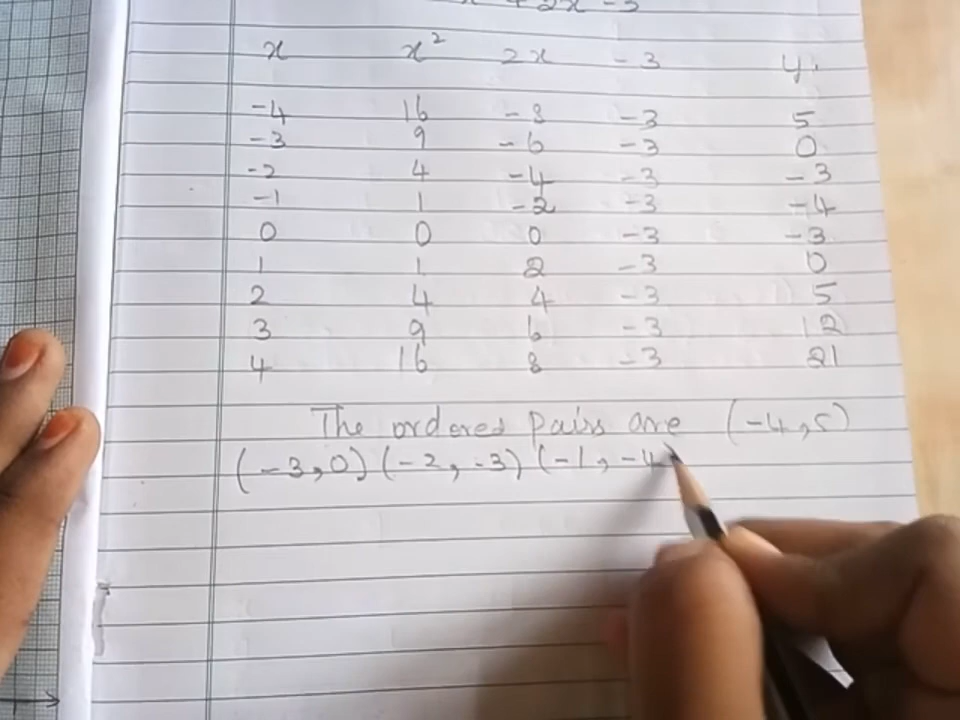 x² + 2x - 3
x x² 2x -3 y
-4 16 -8 -3 5
-3 9 -6 -3 0
-2 4 -4 -3 -3
-1 1 -2 -3 -4
0 0 0 -3 -3
1 1 2 -3 0
2 4 4 -3 5
3 9 6 -3 12
4 16 8 -3 21
The ordered pairs are (-4,5)
(-3,0) (-2,-3) (-1,-4)